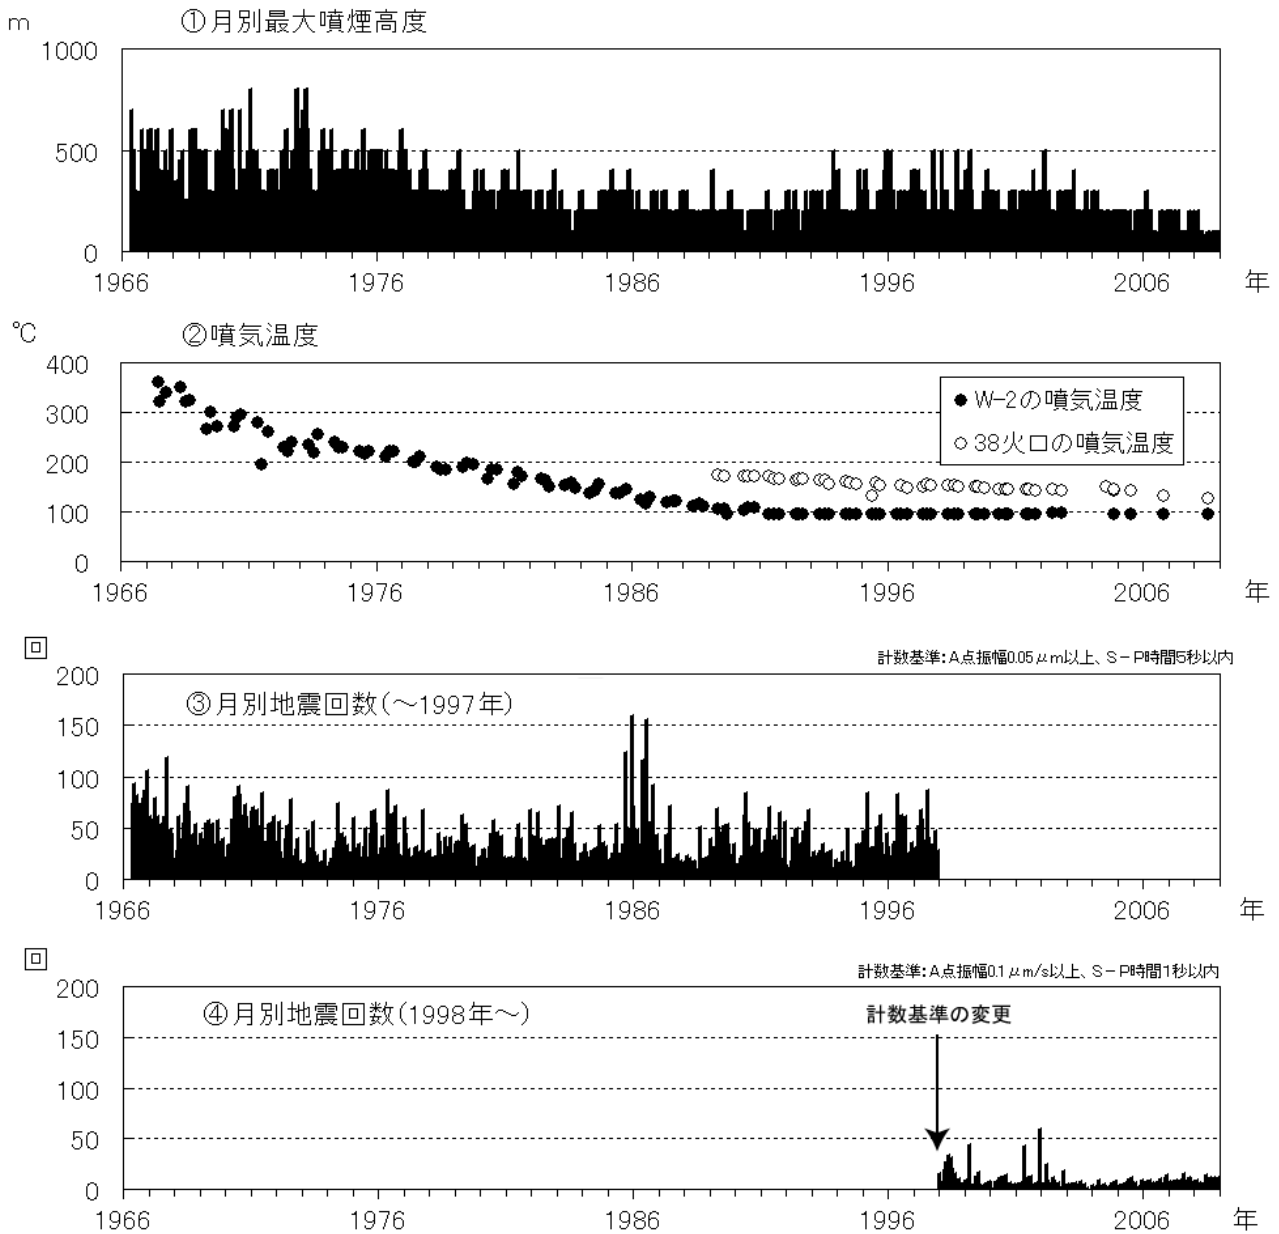 m
①月別最大噴煙高度
1000
500
0
1966 1976 1986 1996 2006 年
℃
②噴気温度
400
300
200
100
0
●W-2の噴気温度
○38火口の噴気温度
1966 1976 1986 1996 2006 年
回
計数基準:A点振幅0.05μm以上、S-P時間5秒以内
200
③月別地震回数(~1997年)
150
100
50
0
1966 1976 1986 1996 2006 年
回
計数基準:A点振幅0.1μm/s以上、S-P時間1秒以内
200
④月別地震回数(1998年~)
計数基準の変更
150
100
50
0
1966 1976 1986 1996 2006 年